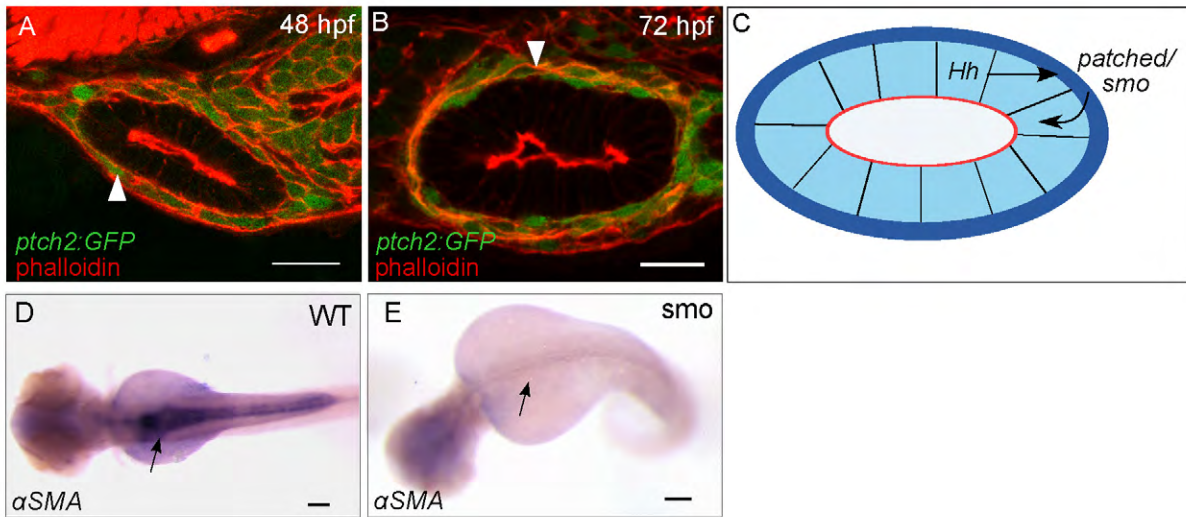 A
48 hpf
ptch2:GFP
phalloidin
B
72 hpf
ptch2:GFP
phalloidin
C
Hh
patched/
smo
D
WT
αSMA
E
smo
αSMA